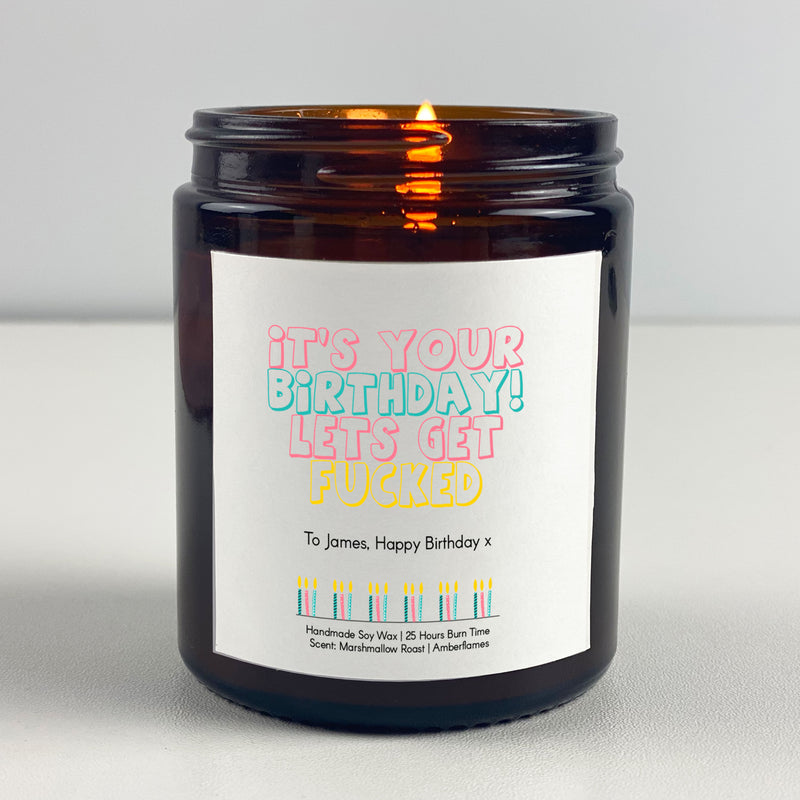 IT'S YOUR
BIRTHDAY!
LETS GET
FUCKED
To James, Happy Birthday x
Handmade Soy Wax | 25 Hours Burn Time
Scent: Marshmallow Roast | Amberflames